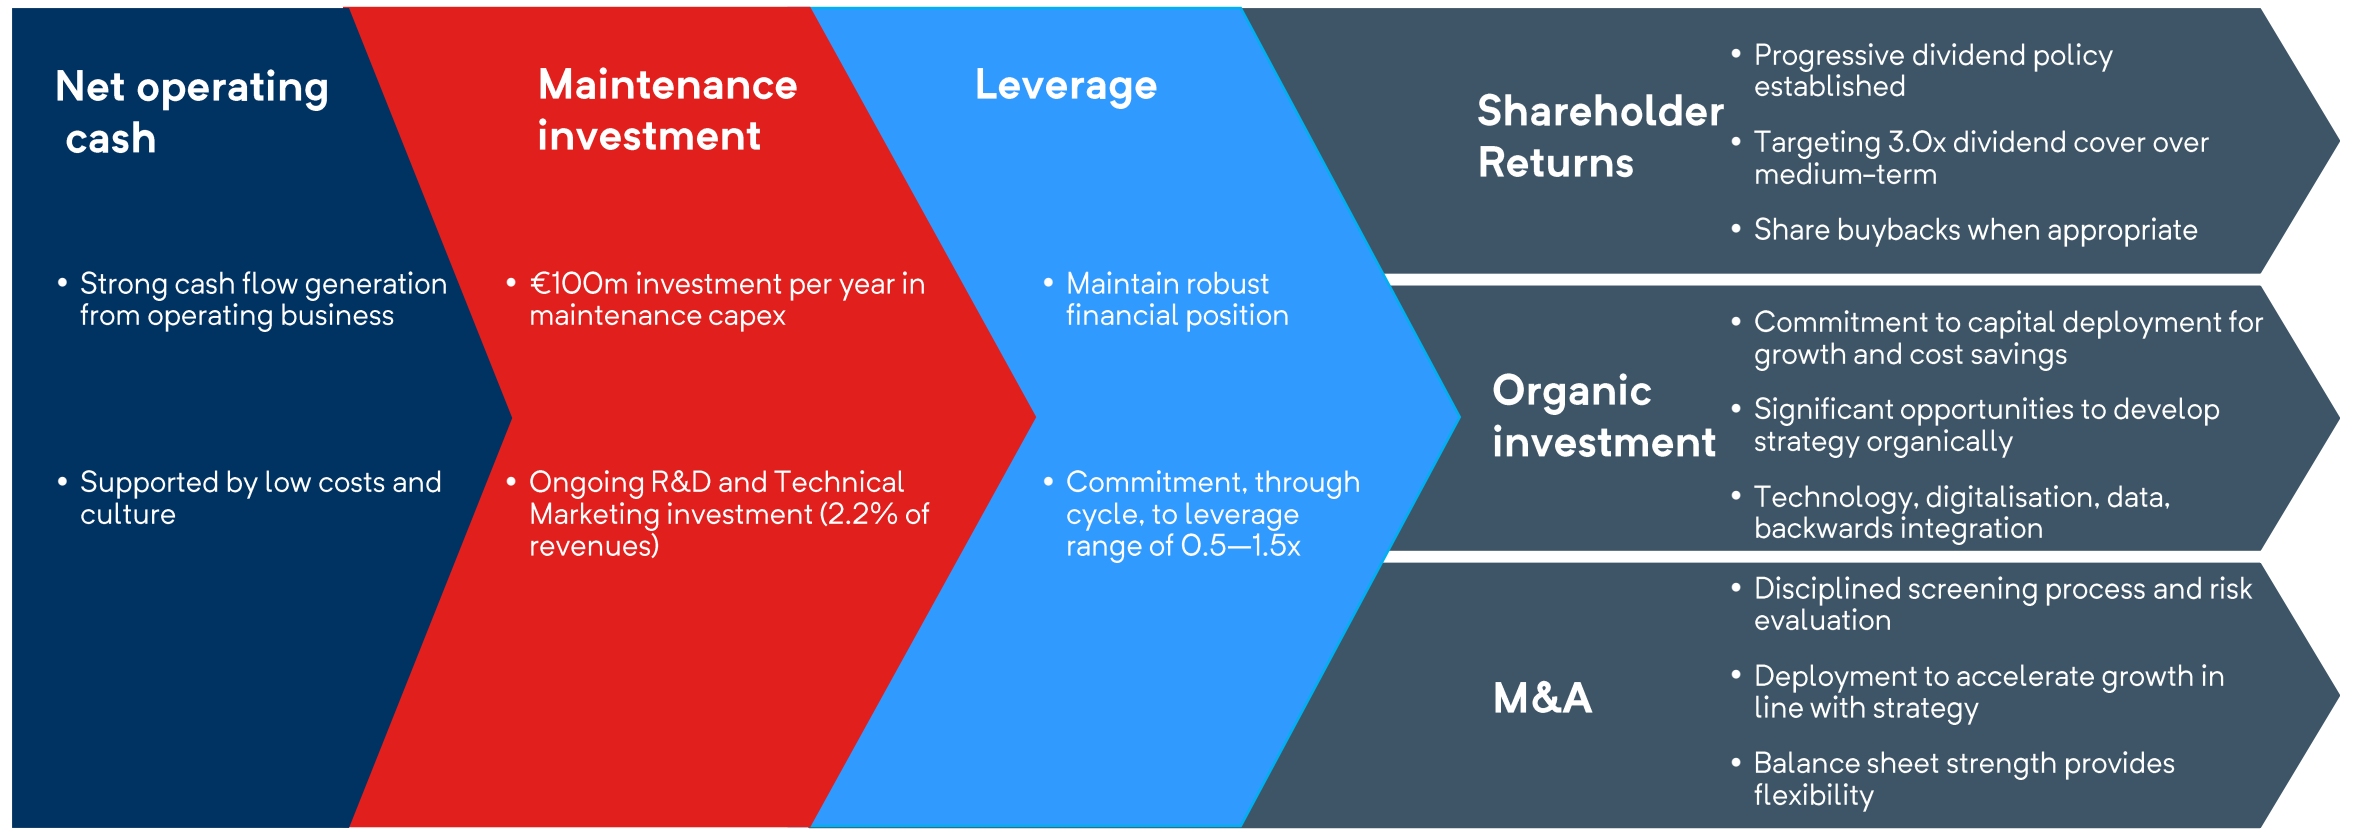 Net operating
cash
• Strong cash flow generation
from operating business
• Supported by low costs and
culture
Maintenance
investment
• €100m investment per year in
maintenance capex
• Ongoing R&D and Technical
Marketing investment (2.2% of
revenues)
Leverage
• Maintain robust
financial position
• Commitment, through
cycle, to leverage
range of 0.5—1.5x
Shareholder
Returns
• Progressive dividend policy
established
• Targeting 3.0x dividend cover over
medium-term
• Share buybacks when appropriate
Organic
investment
• Commitment to capital deployment for
growth and cost savings
• Significant opportunities to develop
strategy organically
• Technology, digitalisation, data,
backwards integration
M&A
• Disciplined screening process and risk
evaluation
• Deployment to accelerate growth in
line with strategy
• Balance sheet strength provides
flexibility